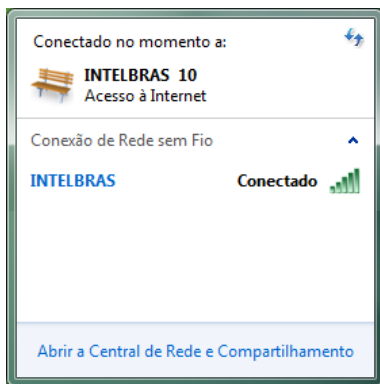 Conectado no momento a:
INTELBRAS 10
Acesso à Internet
Conexão de Rede sem Fio
INTELBRAS Conectado
Abrir a Central de Rede e Compartilhamento